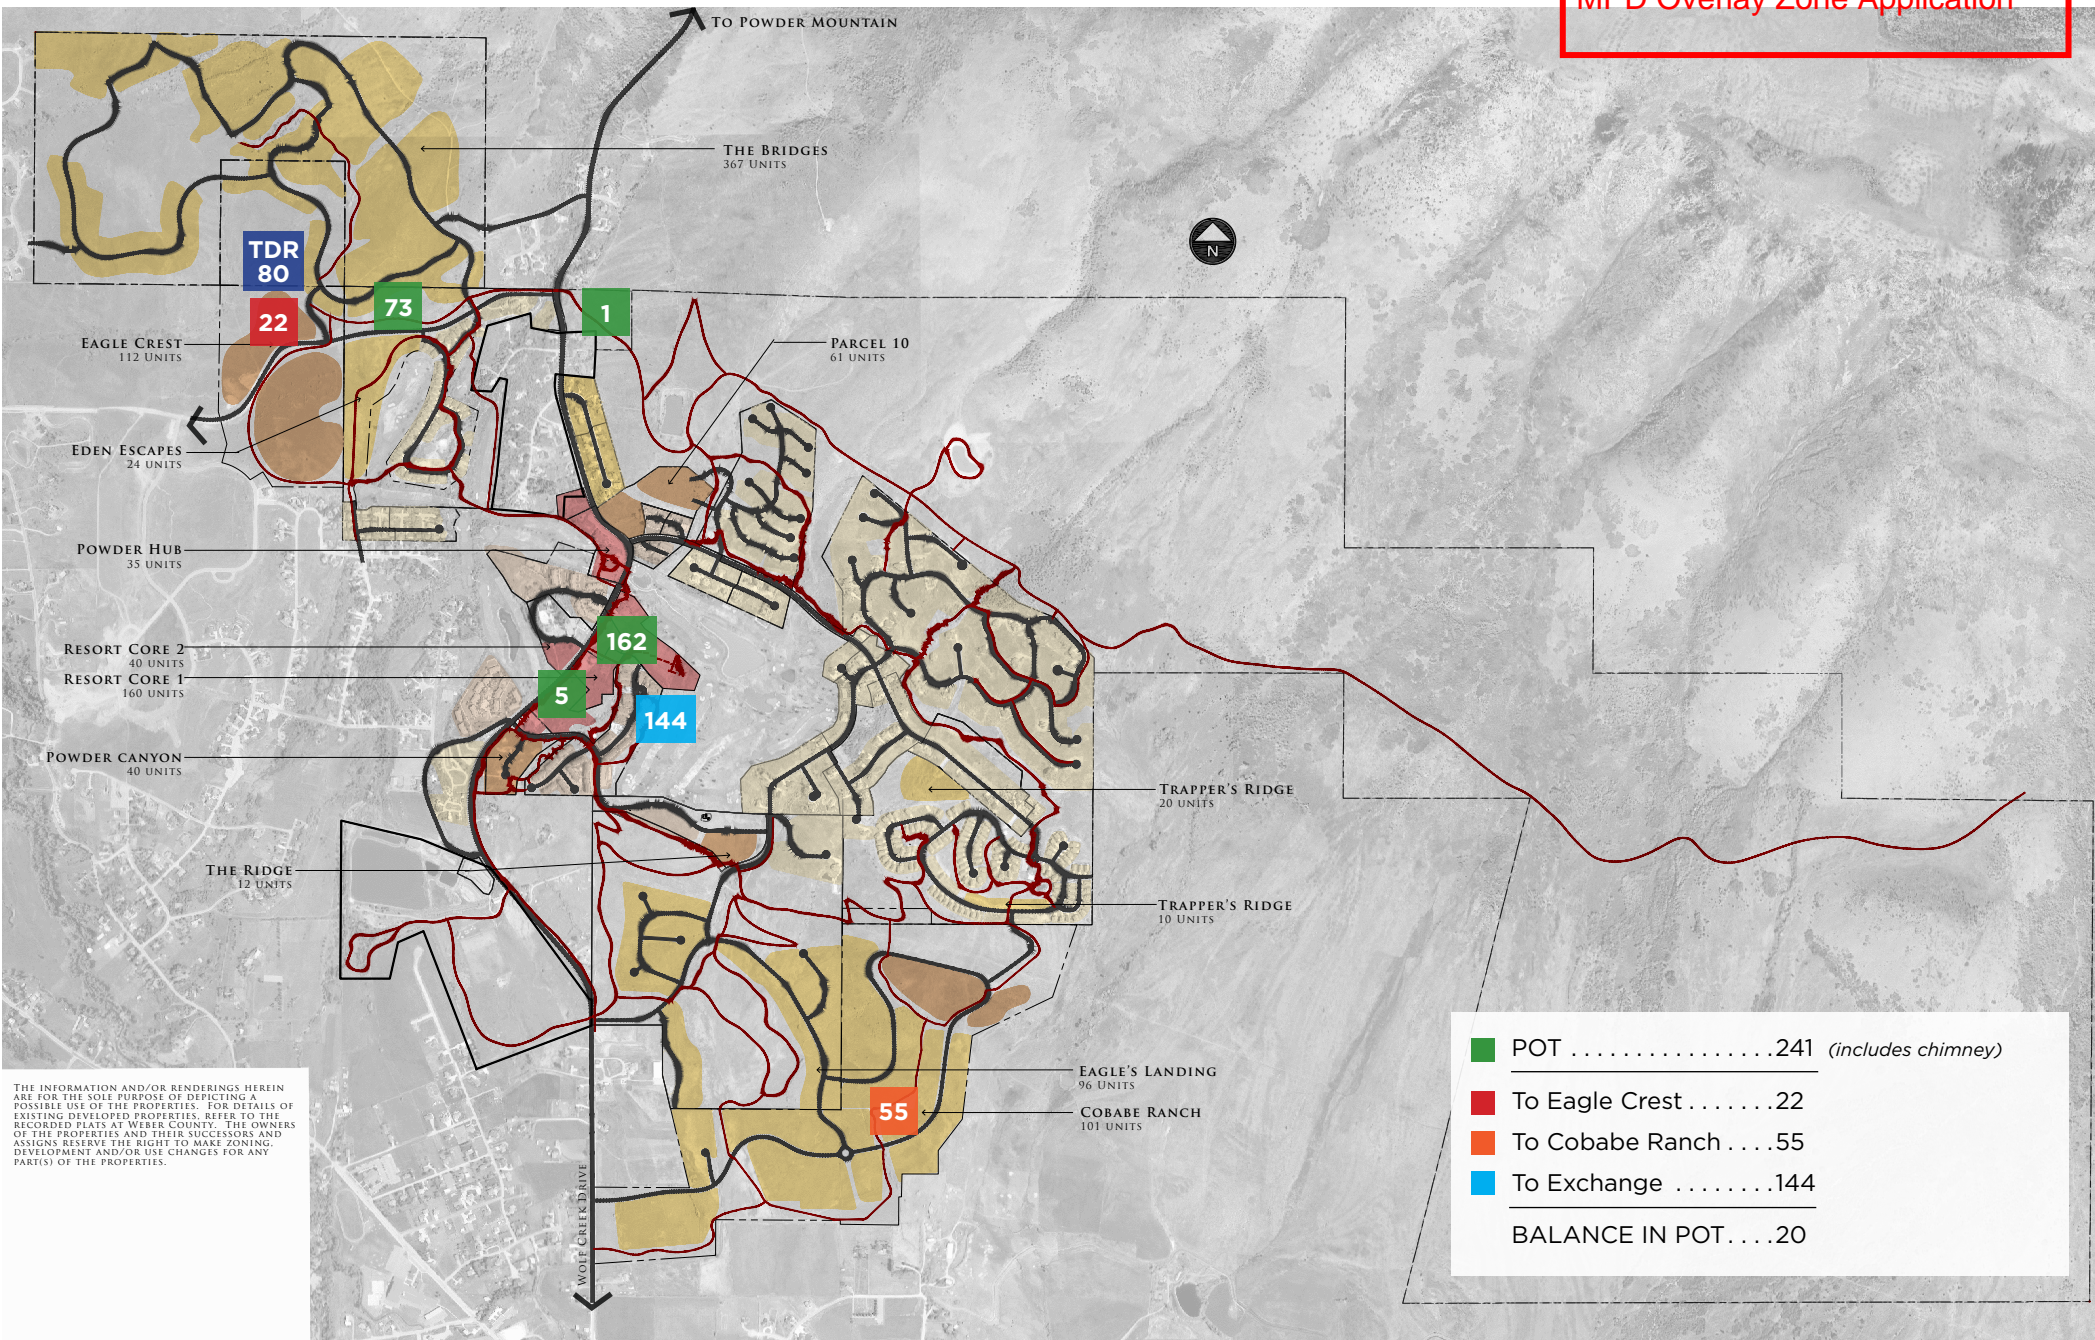 MPD Overlay Zone Application
TO POWDER MOUNTAIN
THE BRIDGES
367 UNITS
N
TDR
80
22
73
1
EAGLE CREST
112 UNITS
PARCEL 10
61 UNITS
EDEN ESCAPES
24 UNITS
POWDER HUB
35 UNITS
162
RESORT CORE 2
40 UNITS
RESORT CORE 1
160 UNITS
5
144
POWDER CANYON
40 UNITS
TRAPPER'S RIDGE
20 UNITS
THE RIDGE
12 UNITS
TRAPPER'S RIDGE
10 UNITS
EAGLE'S LANDING
96 UNITS
55
COBABE RANCH
101 UNITS
WOLF CREEK DRIVE
THE INFORMATION AND/OR RENDERINGS HEREIN
ARE FOR THE SOLE PURPOSE OF DEPICTING A
POSSIBLE USE OF THE PROPERTIES. FOR DETAILS OF
EXISTING DEVELOPED PROPERTIES, REFER TO THE
RECORDED PLATS AT WEBER COUNTY. THE OWNERS
OF THE PROPERTIES AND THEIR SUCCESSORS AND
ASSIGNS RESERVE THE RIGHT TO MAKE ZONING,
DEVELOPMENT AND/OR USE CHANGES FOR ANY
PART(S) OF THE PROPERTIES.
POT . . . . . . . . . . . . . . . .241 (includes chimney)
To Eagle Crest . . . . . . .22
To Cobabe Ranch . . . .55
To Exchange . . . . . . . .144
BALANCE IN POT. . . .20